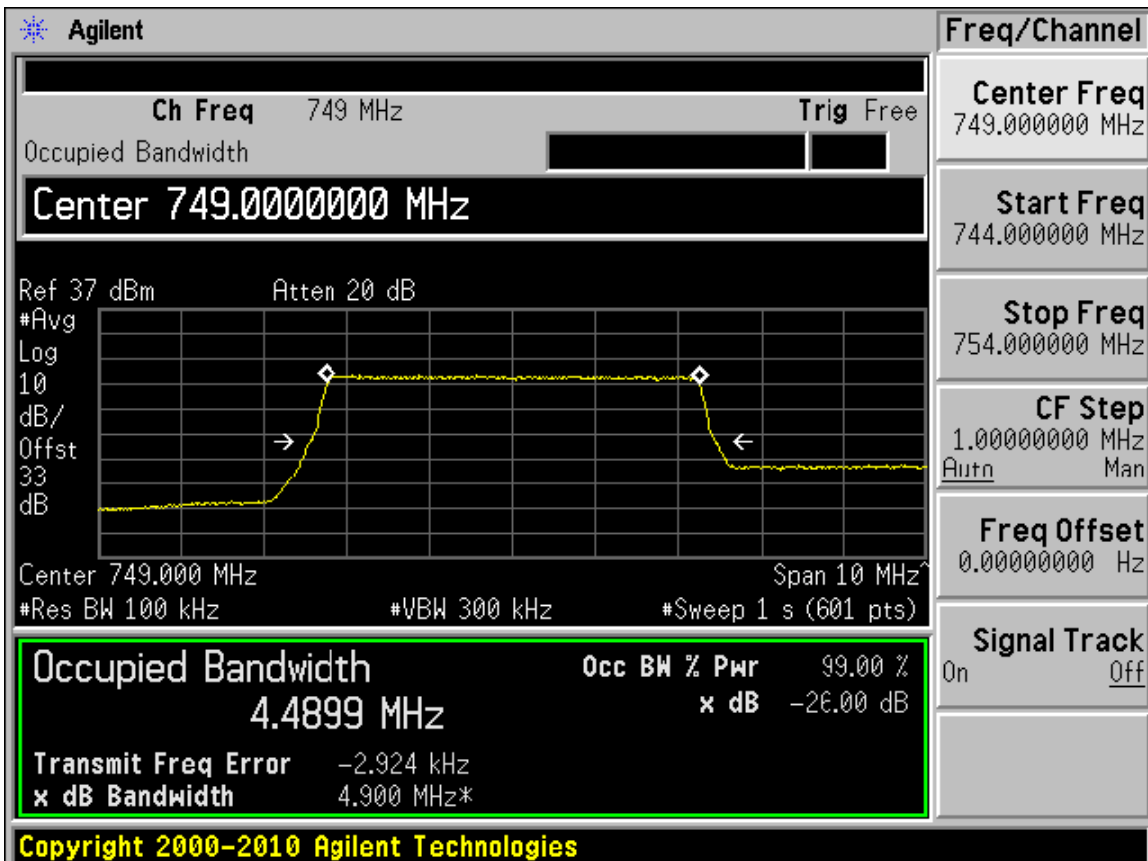 Agilent
Freq/Channel
Ch Freq 749 MHz Trig Free
Occupied Bandwidth
Center 749.0000000 MHz
Ref 37 dBm Atten 20 dB
#Avg
Log
10
dB/
Offst
33
dB
Center 749.000 MHz Span 10 MHz^
#Res BW 100 kHz #VBW 300 kHz #Sweep 1 s (601 pts)
Occupied Bandwidth
4.4899 MHz
Occ BW % Pwr 99.00 %
x dB -26.00 dB
Transmit Freq Error -2.924 kHz
x dB Bandwidth 4.900 MHz*
Copyright 2000-2010 Agilent Technologies
Center Freq
749.000000 MHz
Start Freq
744.000000 MHz
Stop Freq
754.000000 MHz
CF Step
1.00000000 MHz
Auto Man
Freq Offset
0.00000000 Hz
Signal Track
On Off